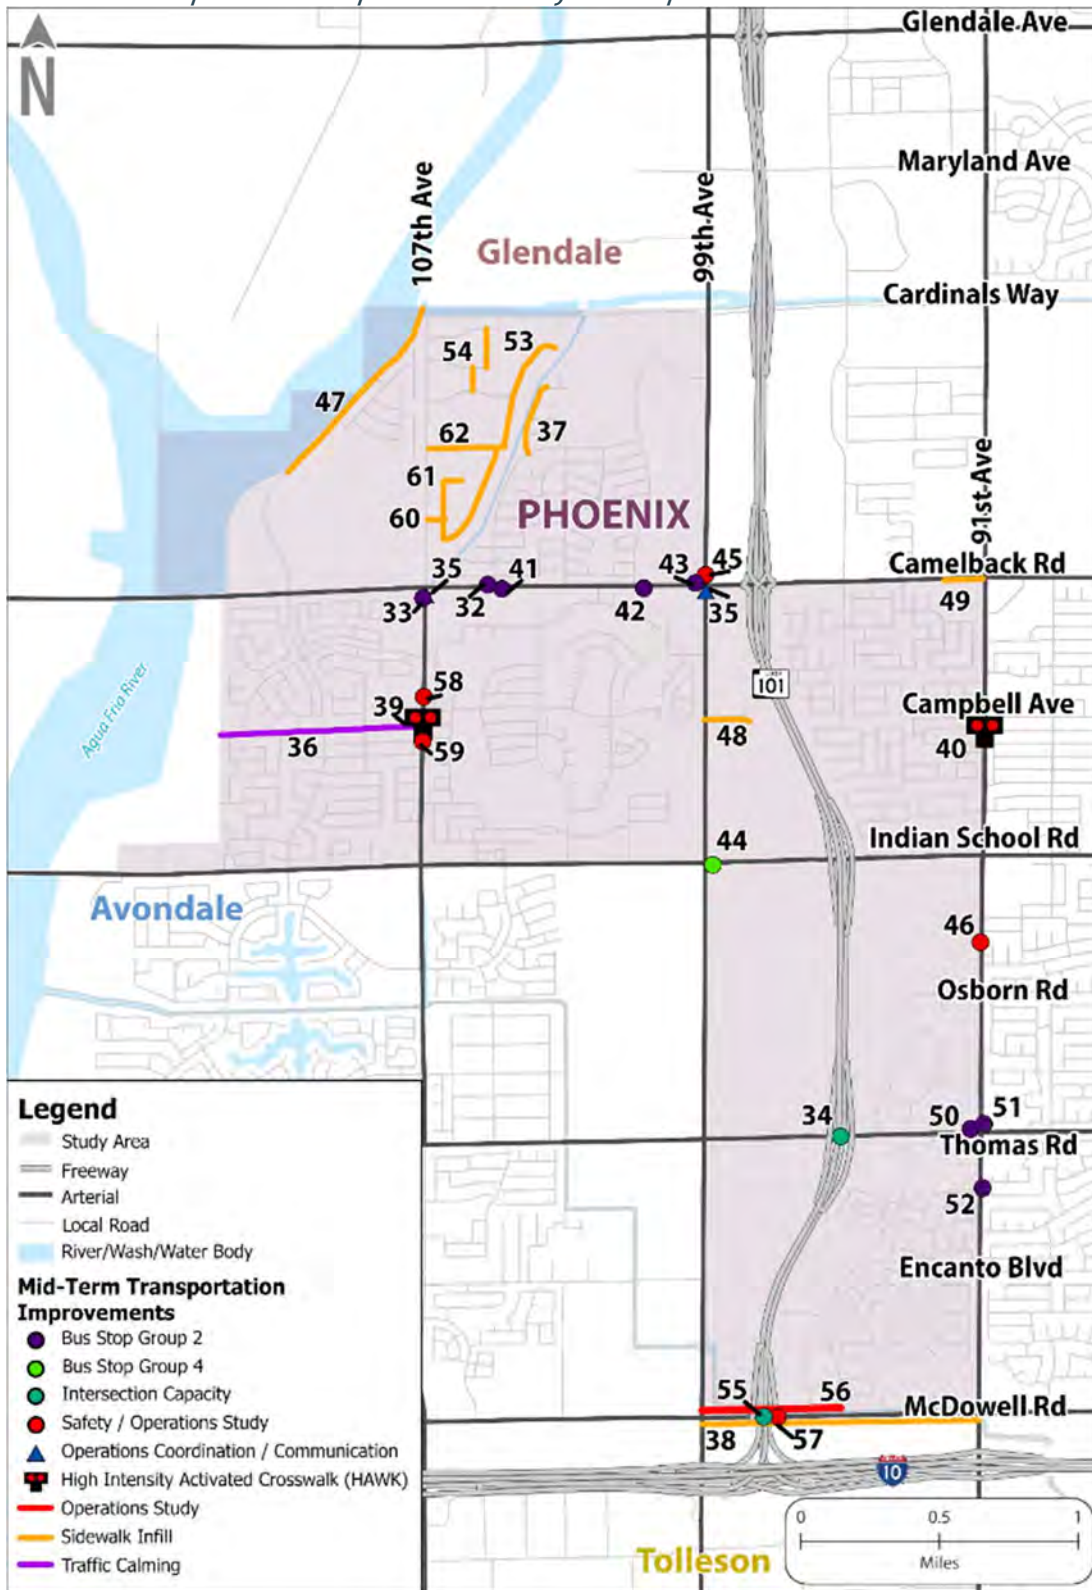 Glendale Ave
N
Maryland Ave
107th Ave
99th Ave
Glendale
Cardinals Way
54
53
47
62
37
61
60
PHOENIX
91st Ave
Camelback Rd
35
41
43
45
33
32
42
35
49
101
58
39
Campbell Ave
36
59
48
40
Agua Fria River
Indian School Rd
44
Avondale
46
Osborn Rd
34
50
51
Thomas Rd
52
Encanto Blvd
55
56
McDowell Rd
38
57
10
Tolleson
Legend
Study Area
Freeway
Arterial
Local Road
River/Wash/Water Body
Mid-Term Transportation
Improvements
Bus Stop Group 2
Bus Stop Group 4
Intersection Capacity
Safety / Operations Study
Operations Coordination / Communication
High Intensity Activated Crosswalk (HAWK)
Operations Study
Sidewalk Infill
Traffic Calming
0 0.5 1
Miles